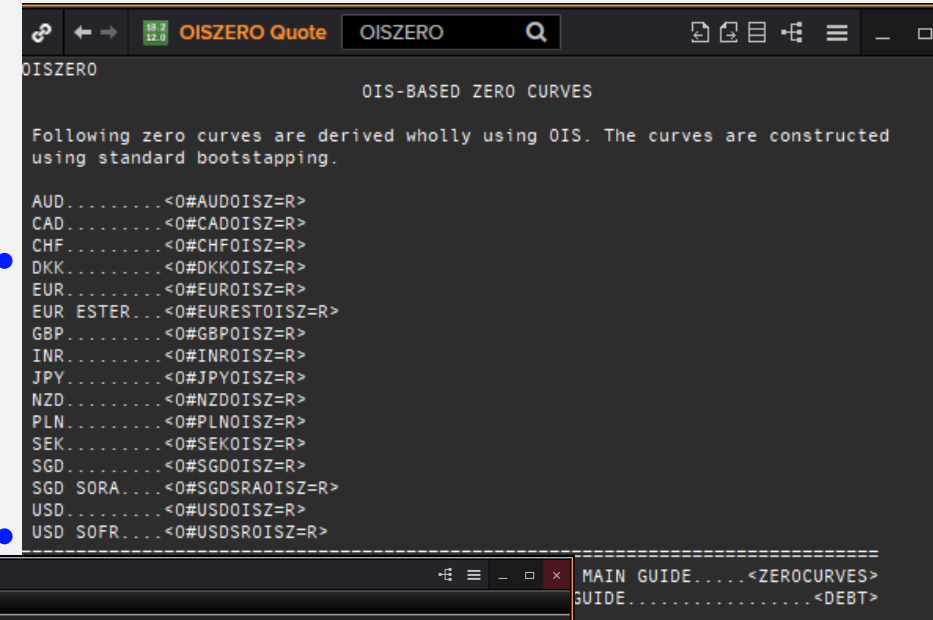 18.2
12.0
OISZERO Quote
OISZERO
OISZERO
OIS-BASED ZERO CURVES
Following zero curves are derived wholly using OIS. The curves are constructed
using standard bootstapping.
AUD.........<0#AUDOISZ=R>
CAD.........<0#CADOISZ=R>
CHF.........<0#CHFOISZ=R>
DKK.........<0#DKKOISZ=R>
EUR.........<0#EUROISZ=R>
EUR ESTER...<0#EURESTOISZ=R>
GBP.........<0#GBPOISZ=R>
INR.........<0#INROISZ=R>
JPY.........<0#JPYOISZ=R>
NZD.........<0#NZDOISZ=R>
PLN.........<0#PLNOISZ=R>
SEK.........<0#SEKOISZ=R>
SGD.........<0#SGDOISZ=R>
SGD SORA....<0#SGDSRAOISZ=R>
USD.........<0#USDOISZ=R>
USD SOFR....<0#USDSROISZ=R>
MAIN GUIDE.....<ZEROCURVES>
GUIDE.................<DEBT>